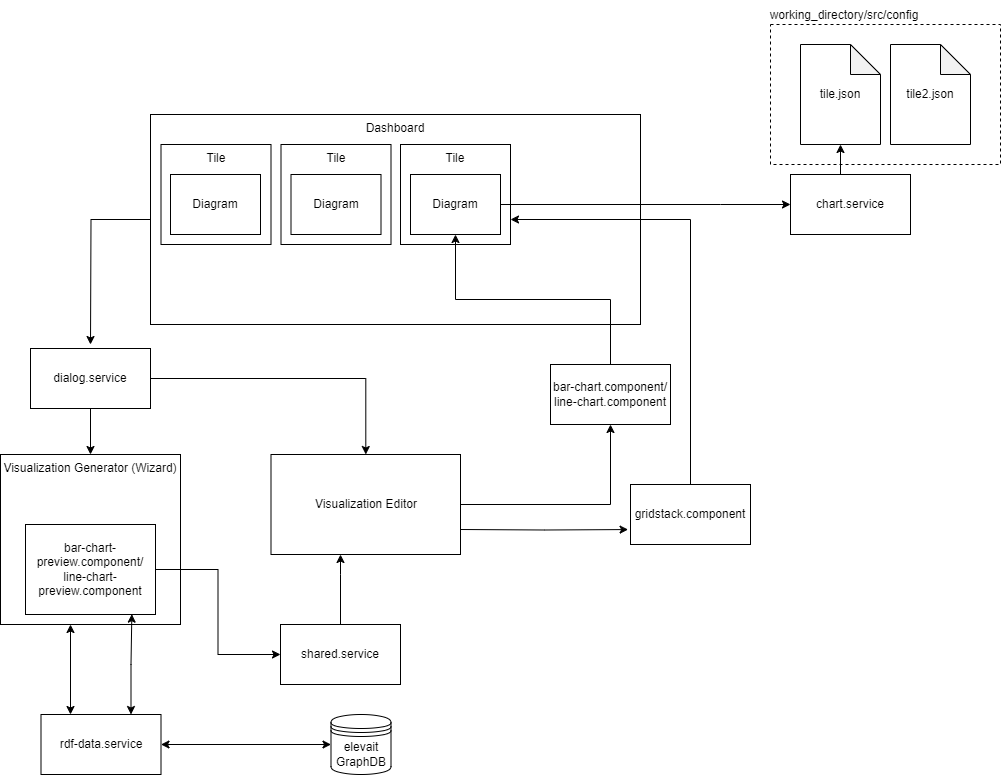 working_directory/src/config
tile.json
tile2.json
Dashboard
Tile
Tile
Tile
Diagram
Diagram
Diagram
chart.service
dialog.service
bar-chart.component/
line-chart.component
Visualization Generator (Wizard)
Visualization Editor
gridstack.component
bar-chart-
preview.component/
line-chart-
preview.component
shared.service
rdf-data.service
elevait
GraphDB